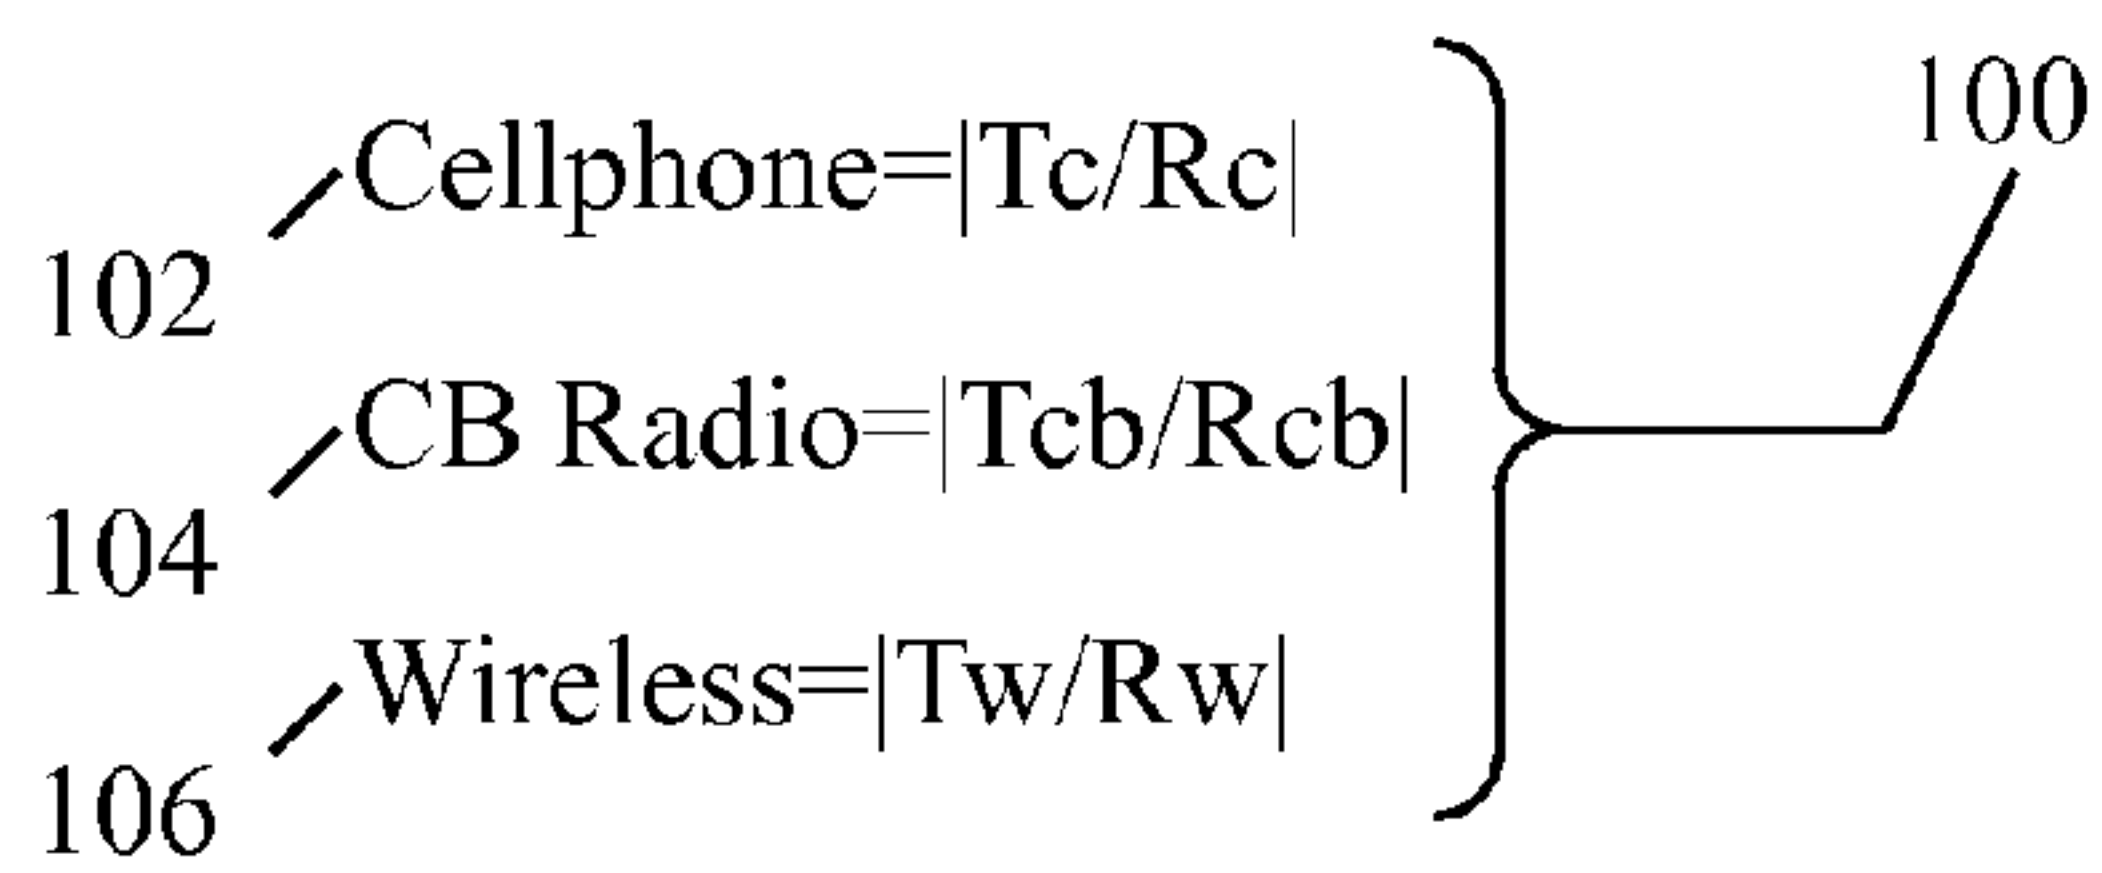 100
Cellphone=|Tc/Rc|
102
CB Radio=|Tcb/Rcb|
104
Wireless=|Tw/Rw|
106